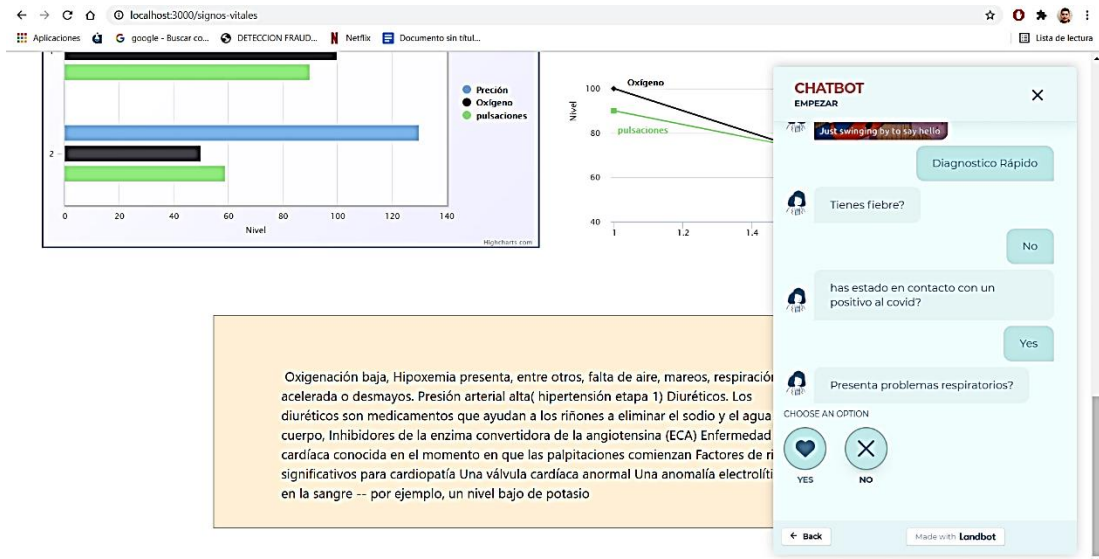 localhost:3000/signos-vitales
Aplicaciones
google - Buscar co...
DETECCION FRAUD...
Netflix
Documento sin títul...
Lista de lectura
Preción
Oxígeno
pulsaciones
2
0 20 40 60 80 100 120 140
Nivel
Highcharts.com
Nivel
100
80
60
40
Oxígeno
pulsaciones
1 1.2 1.4
Oxigenación baja, Hipoxemia presenta, entre otros, falta de aire, mareos, respiración
acelerada o desmayos. Presión arterial alta( hipertensión etapa 1) Diuréticos. Los
diuréticos son medicamentos que ayudan a los riñones a eliminar el sodio y el agua
cuerpo, Inhibidores de la enzima convertidora de la angiotensina (ECA) Enfermedad
cardíaca conocida en el momento en que las palpitaciones comienzan Factores de ri
significativos para cardiopatía Una válvula cardíaca anormal Una anomalía electrolíti
en la sangre -- por ejemplo, un nivel bajo de potasio
CHATBOT
EMPEZAR
Just swinging by to say hello
Diagnostico Rápido
Tienes fiebre?
No
has estado en contacto con un
positivo al covid?
Yes
Presenta problemas respiratorios?
CHOOSE AN OPTION
YES
NO
Back
Made with Landbot